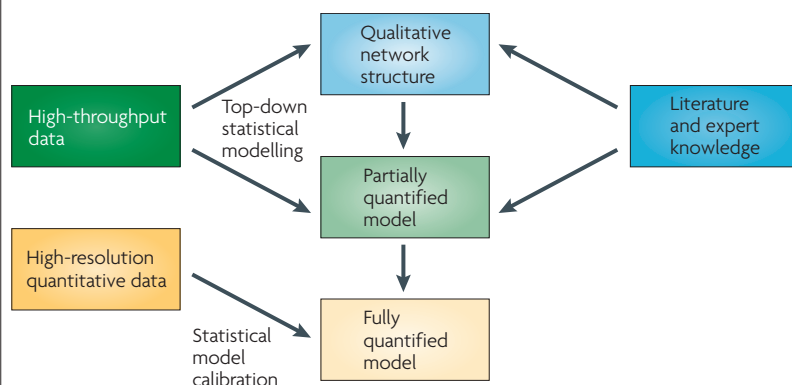 Qualitative
network
structure
High-throughput
data
Top-down
statistical
modelling
Literature
and expert
knowledge
Partially
quantified
model
High-resolution
quantitative data
Statistical
model
calibration
Fully
quantified
model